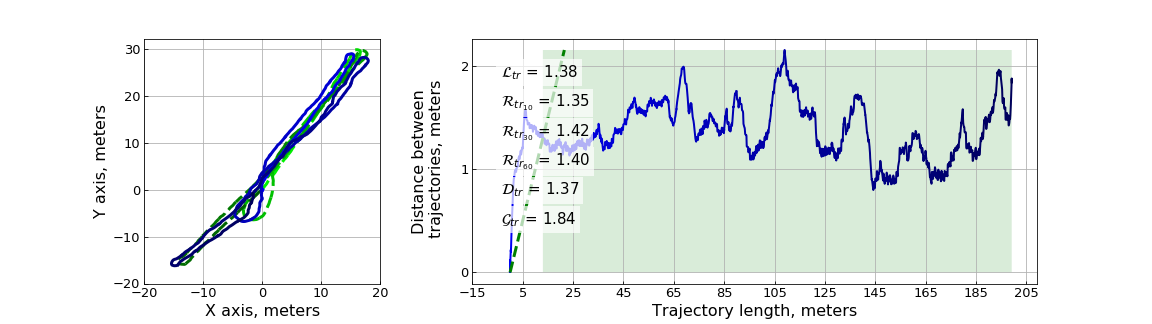 30
20
10
0
−10
−20
−20
−10
0
10
20
X axis, meters
Y axis, meters
Distance between
trajectories, meters
2
1
0
ℒtr = 1.38
ℛtr10 = 1.35
ℛtr30 = 1.42
ℛtr60 = 1.40
𝒟tr = 1.37
𝒢tr = 1.84
−15
5
25
45
65
85
105
125
145
165
185
205
Trajectory length, meters